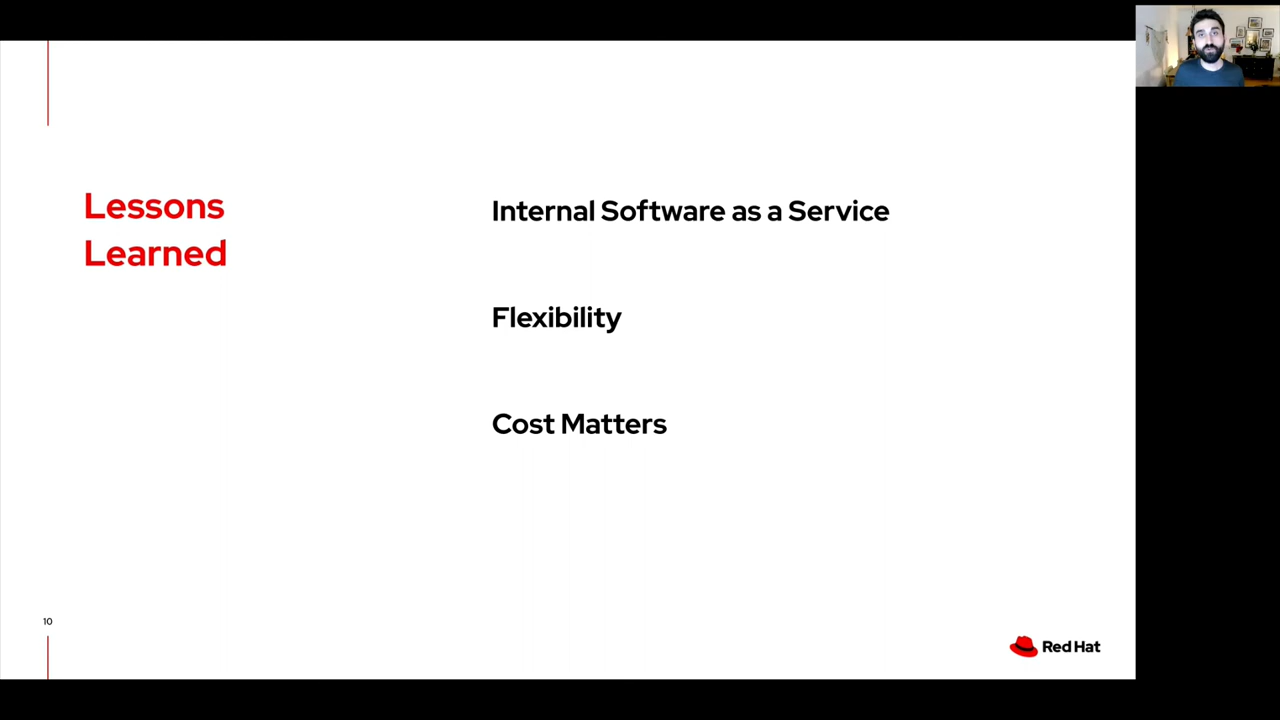 Lessons
Learned
Internal Software as a Service
Flexibility
Cost Matters
10
Red Hat